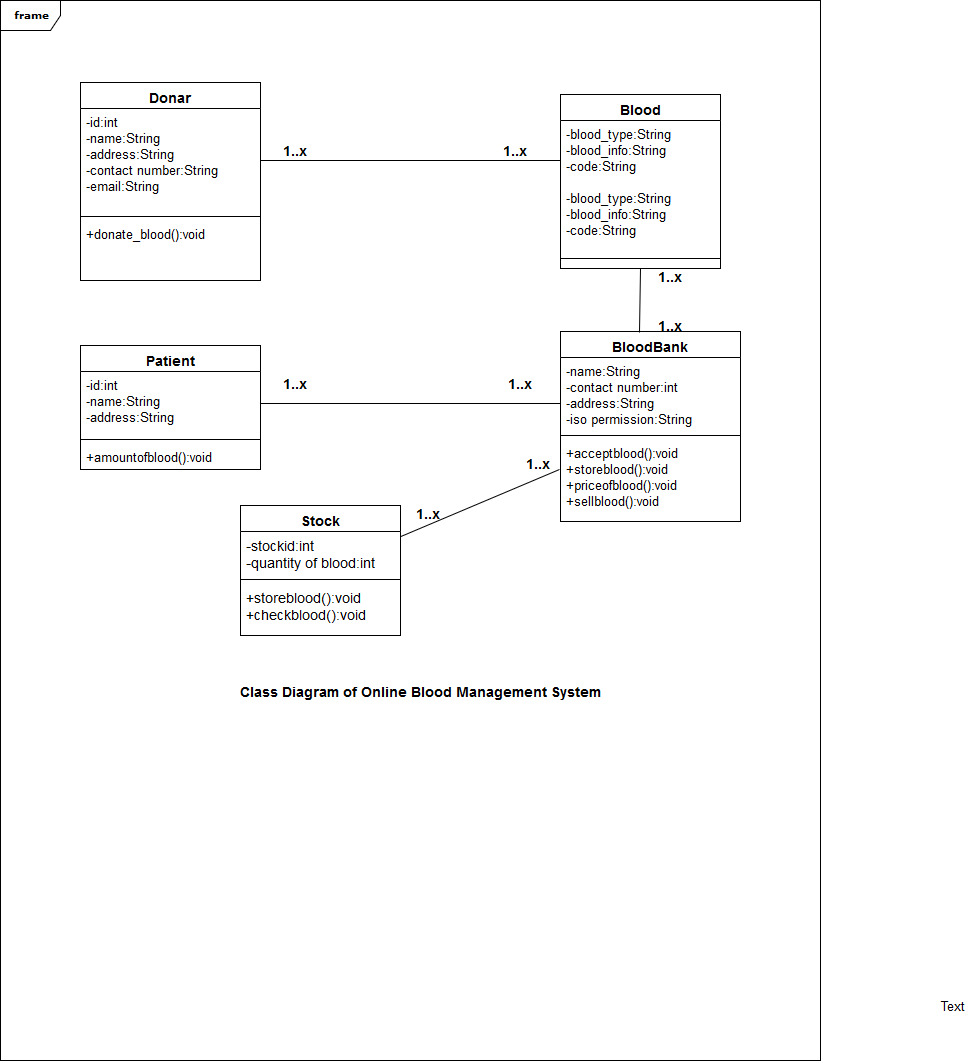 frame
Donar
-id:int
-name:String
-address:String
-contact number:String
-email:String
+donate_blood():void
1..x
1..x
Blood
-blood_type:String
-blood_info:String
-code:String
-blood_type:String
-blood_info:String
-code:String
1..x
1..x
Patient
-id:int
-name:String
-address:String
+amountofblood():void
1..x
1..x
BloodBank
-name:String
-contact number:int
-address:String
-iso permission:String
+acceptblood():void
+storeblood():void
+priceofblood():void
+sellblood():void
1..x
1..x
Stock
-stockid:int
-quantity of blood:int
+storeblood():void
+checkblood():void
Class Diagram of Online Blood Management System
Text